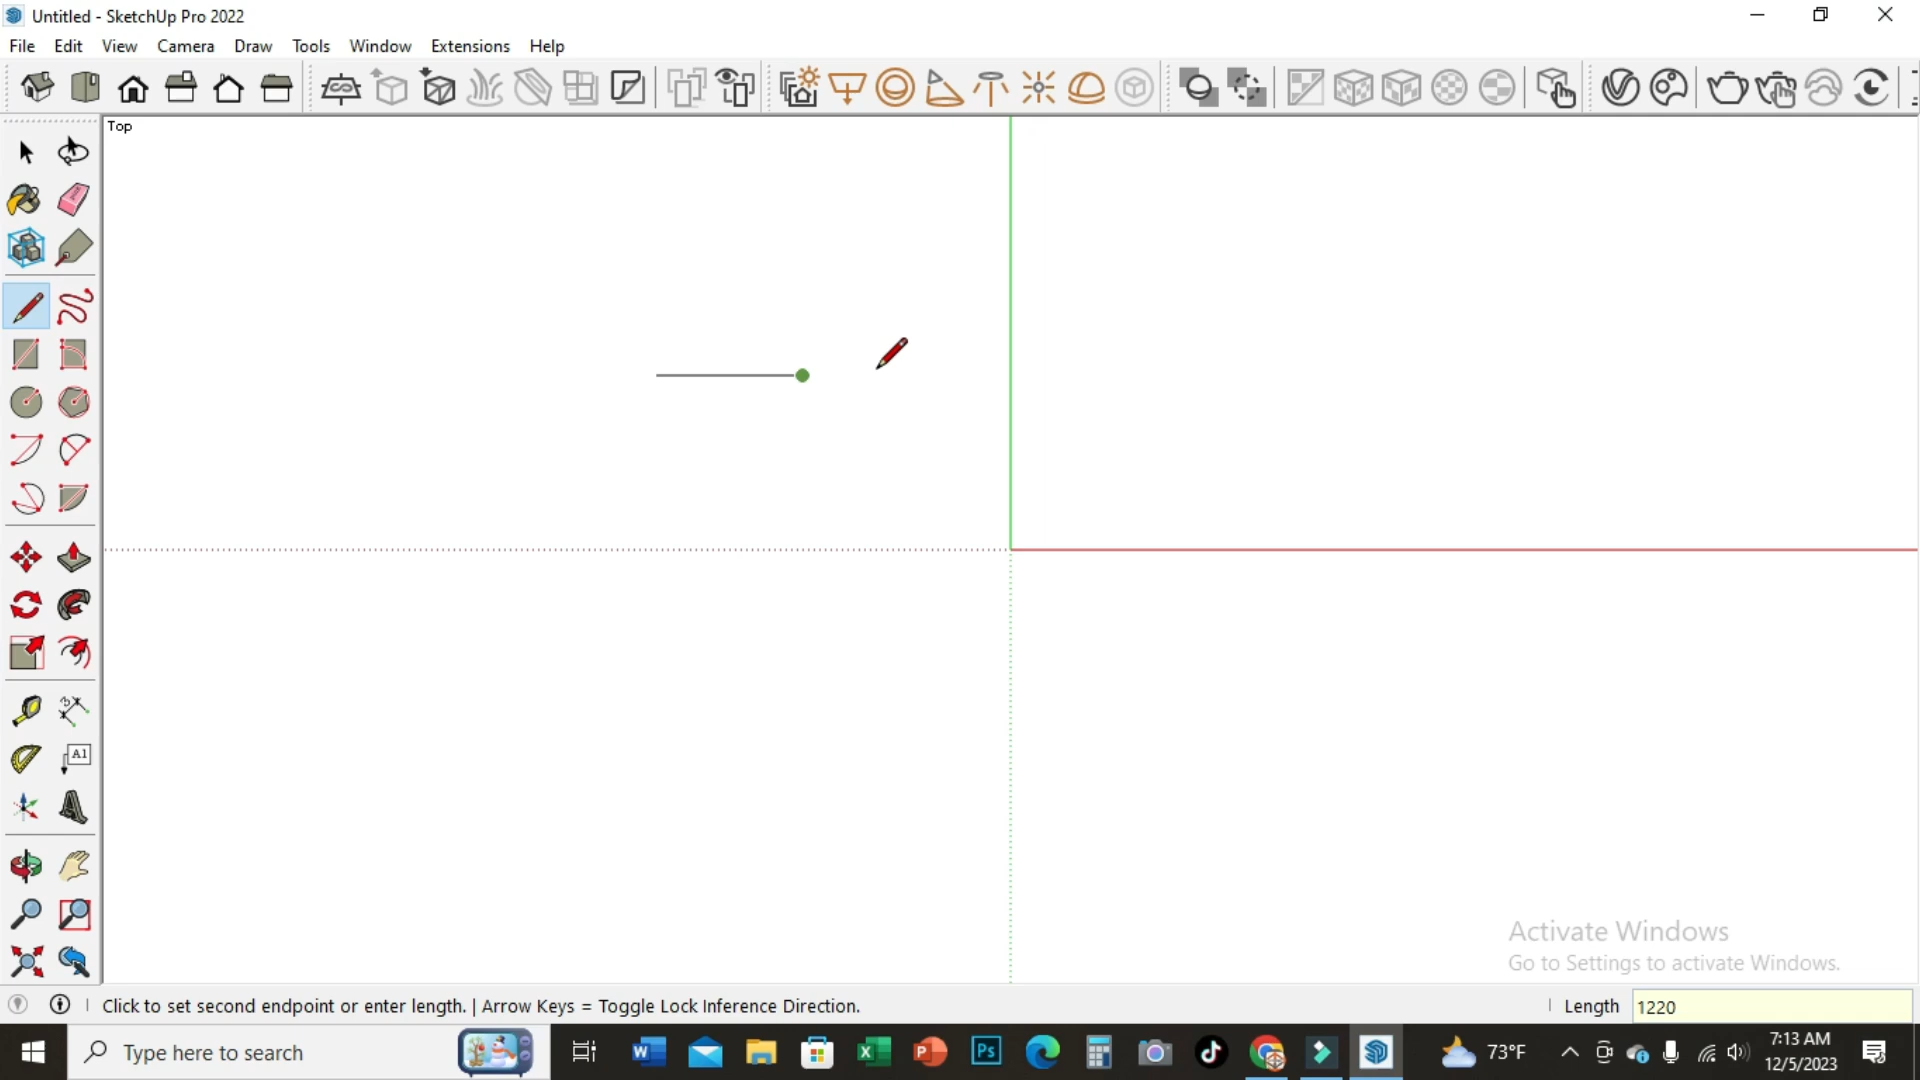 Untitled - SketchUp Pro 2022
File Edit View Camera Draw Tools Window Extensions Help
Top
A1
Activate Windows
Go to Settings to activate Windows.
Click to set second endpoint or enter length. | Arrow Keys = Toggle Lock Inference Direction.
Length 1220
Type here to search
73°F
7:13 AM
12/5/2023